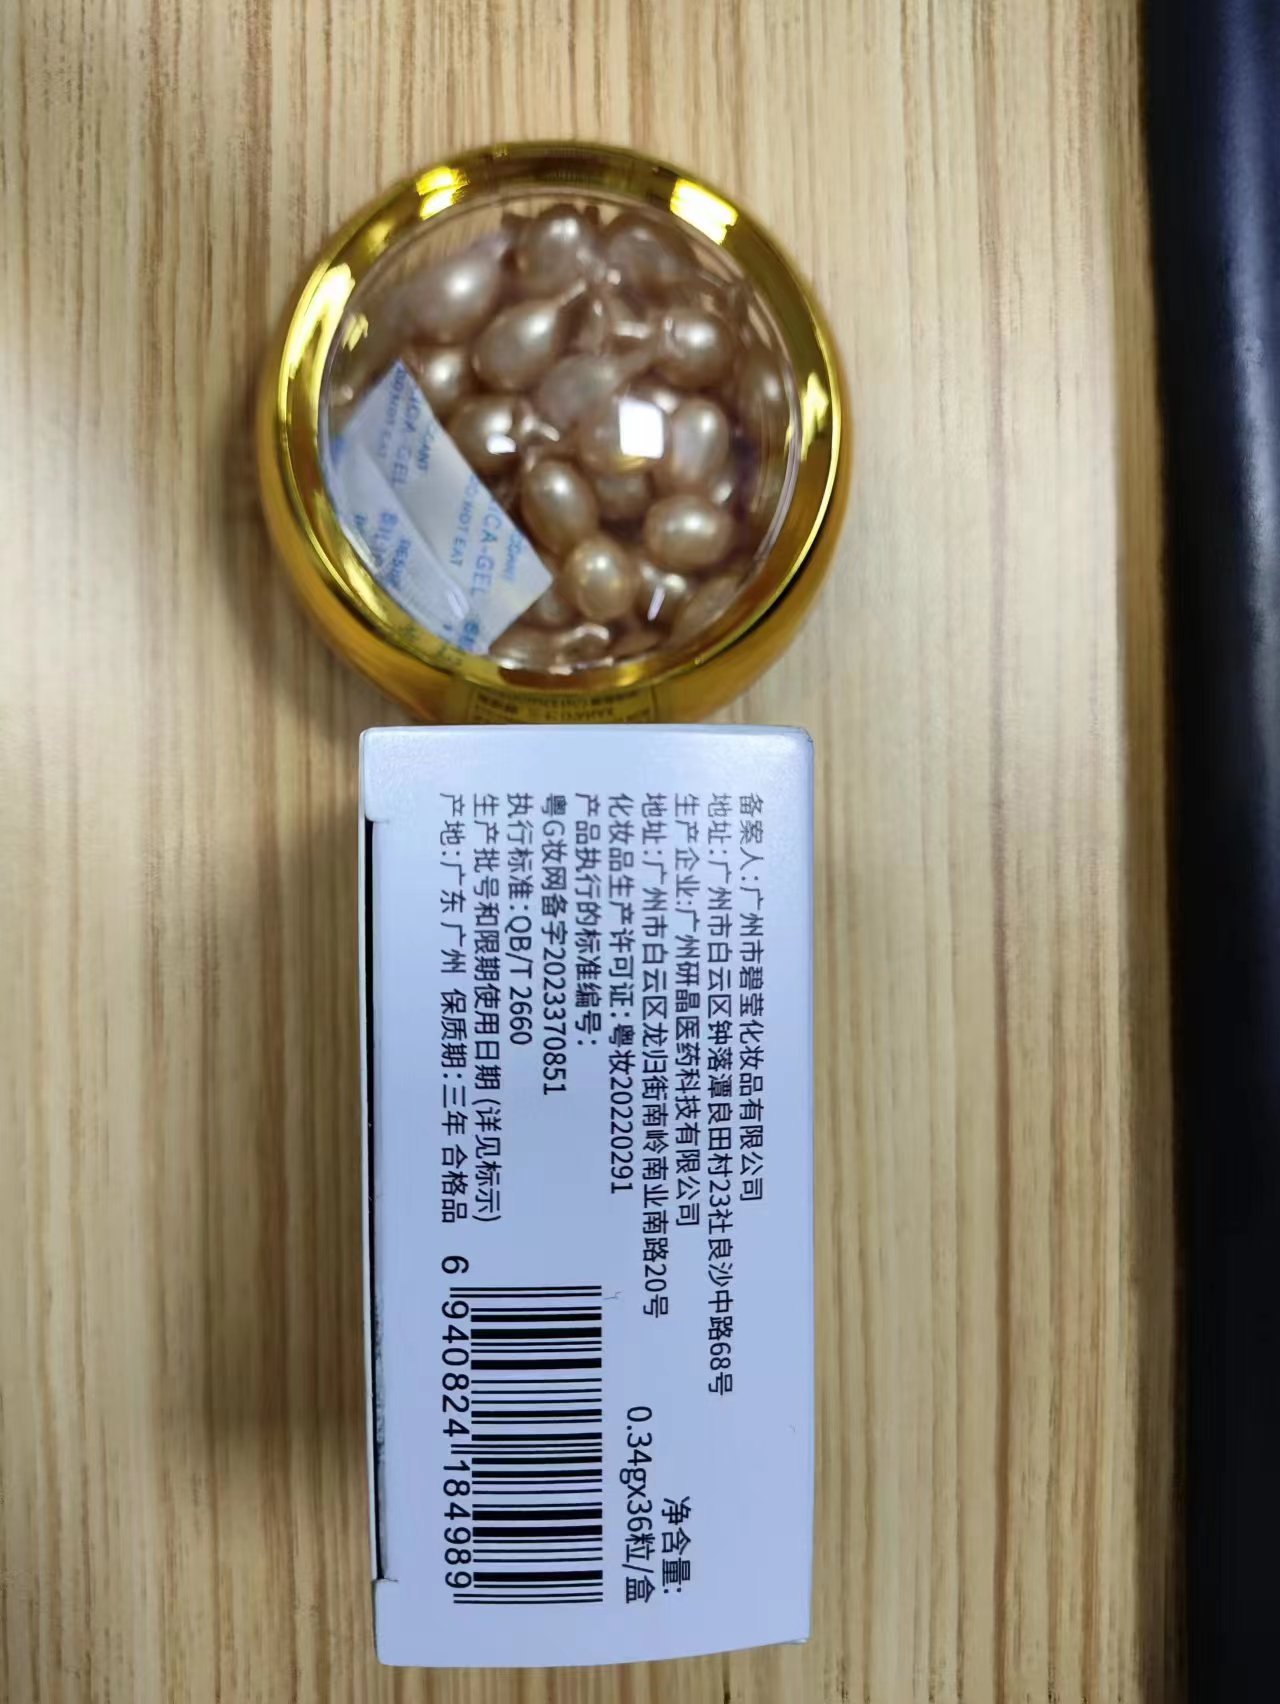 SILICA-GEL
DO NOT EAT
备案人:广州市碧莹化妆品有限公司
地址:广州市白云区钟落潭良田村23社良沙中路68号
生产企业:广州研晶医药科技有限公司
地址:广州市白云区龙归街南岭南业南路20号
化妆品生产许可证:粤妆20220291
产品执行的标准编号:
粤G妆网备字2023370851
执行标准:QB/T 2660
生产批号和限期使用日期(详见标示)
产地:广东广州 保质期:三年 合格品
净含量:
0.34gx36粒/盒
6 940824 184989